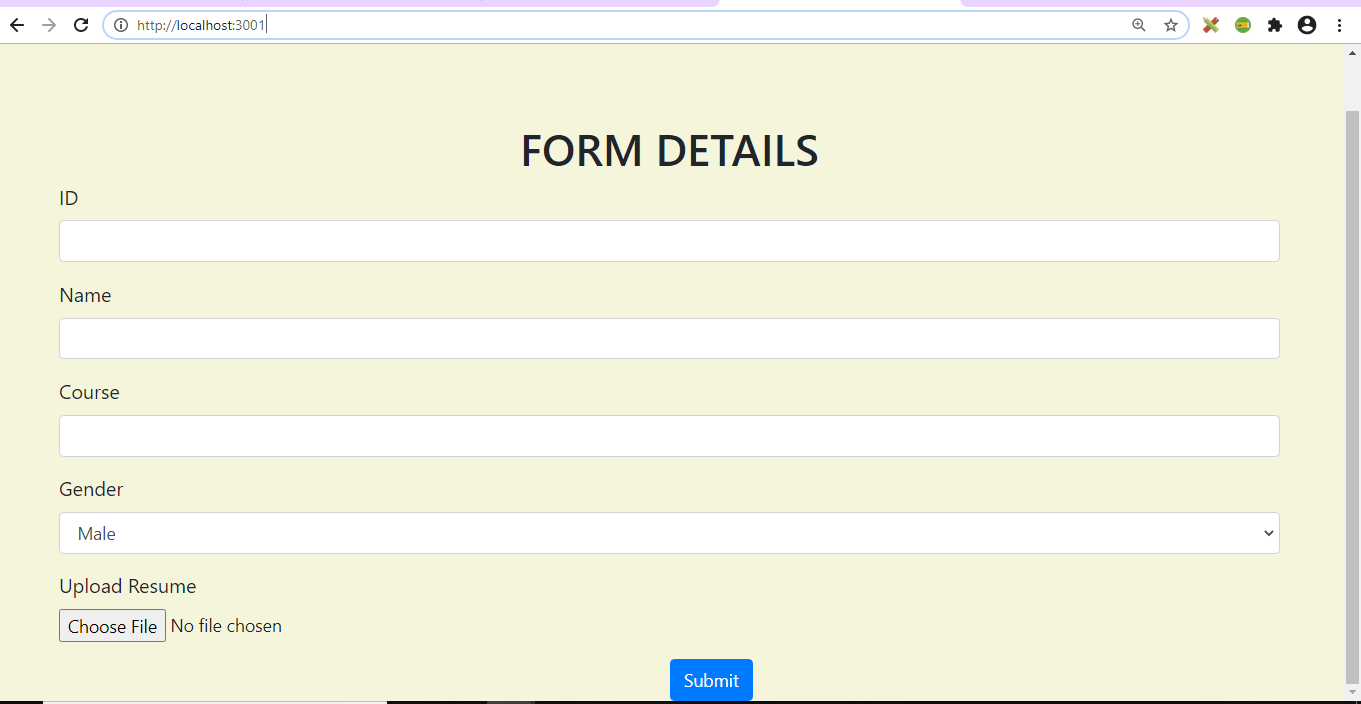 http://localhost:3001
FORM DETAILS
ID
Name
Course
Gender
Male
Upload Resume
Choose File No file chosen
Submit